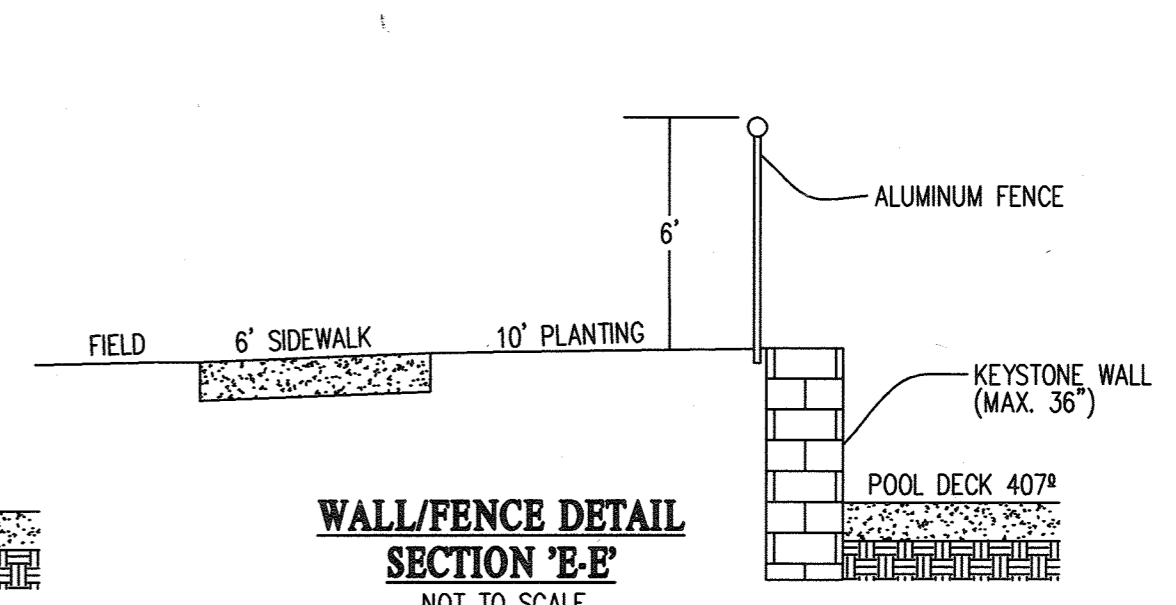 ALUMINUM FENCE
6'
FIELD
6' SIDEWALK
10' PLANTING
KEYSTONE WALL
(MAX. 36")
POOL DECK 407º
WALL/FENCE DETAIL
SECTION 'E-E'
NOT TO SCALE